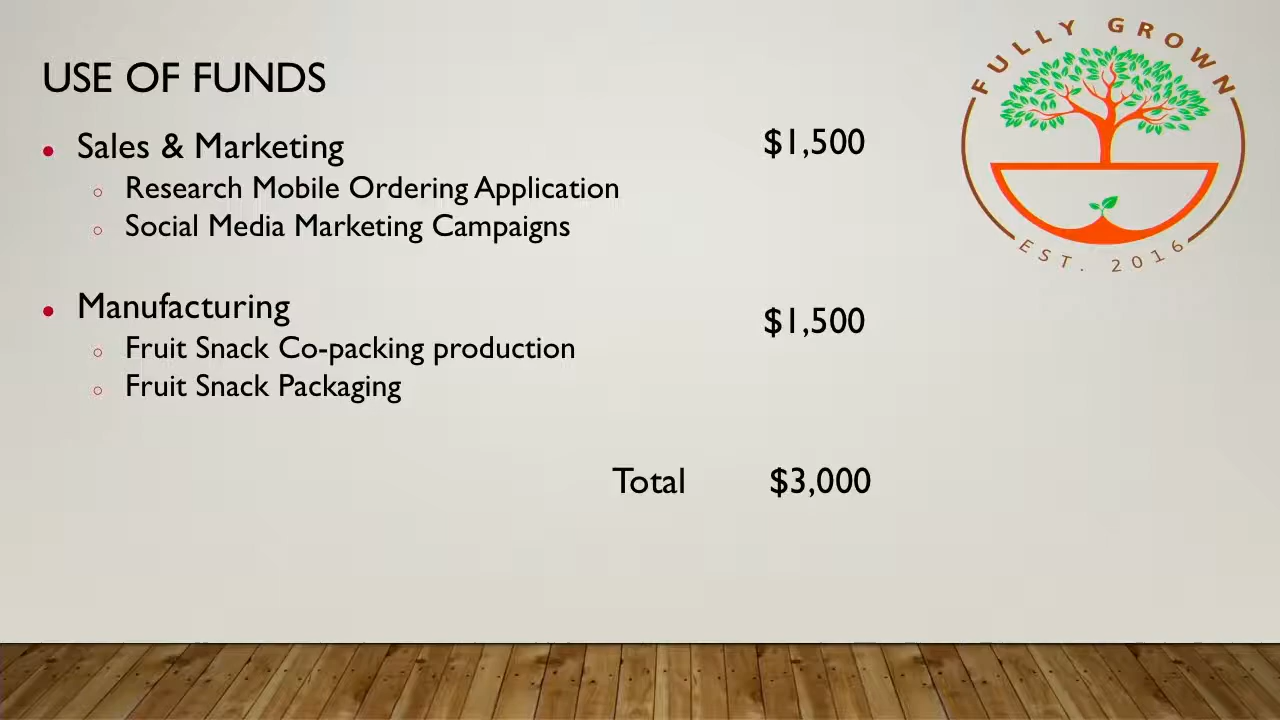 USE OF FUNDS
FULLY GROWN
EST. 2016
• Sales & Marketing $1,500
○ Research Mobile Ordering Application
○ Social Media Marketing Campaigns
• Manufacturing $1,500
○ Fruit Snack Co-packing production
○ Fruit Snack Packaging
Total $3,000